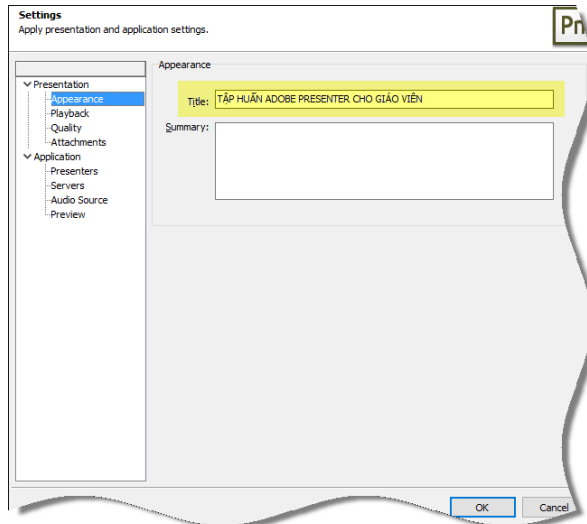 Settings
Apply presentation and application settings.
Pn
Presentation
Appearance
Playback
Quality
Attachments
Application
Presenters
Servers
Audio Source
Preview
Appearance
Title: TẬP HUẤN ADOBE PRESENTER CHO GIÁO VIÊN
Summary:
OK Cancel